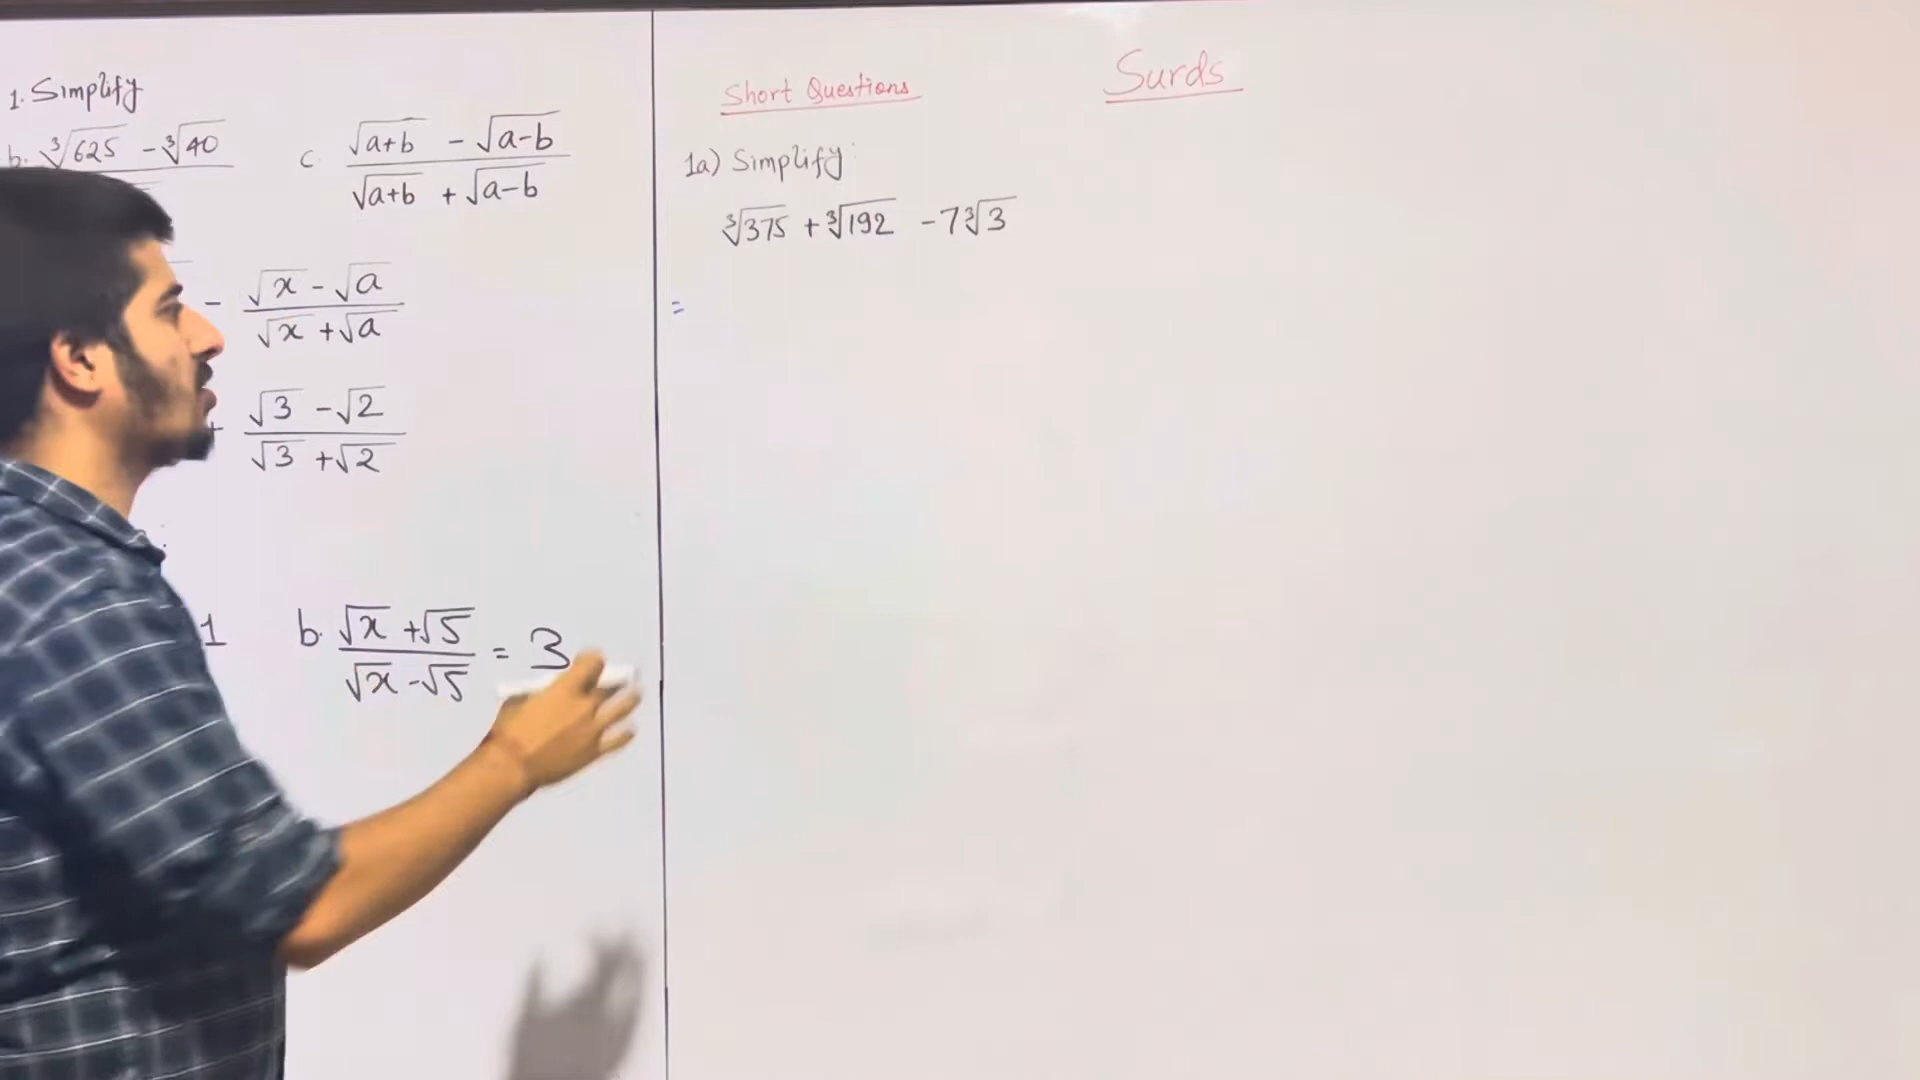 1. Simplify
b. ∛625 - ∛40
c (√a+b - √a-b) / (√a+b + √a-b)
- (√x - √a) / (√x + √a)
+ (√3 - √2) / (√3 + √2)
1 b. (√x + √5) / (√x - √5) = 3
Surds
Short Questions
1a) Simplify:
∛375 + ∛192 - 7∛3
=